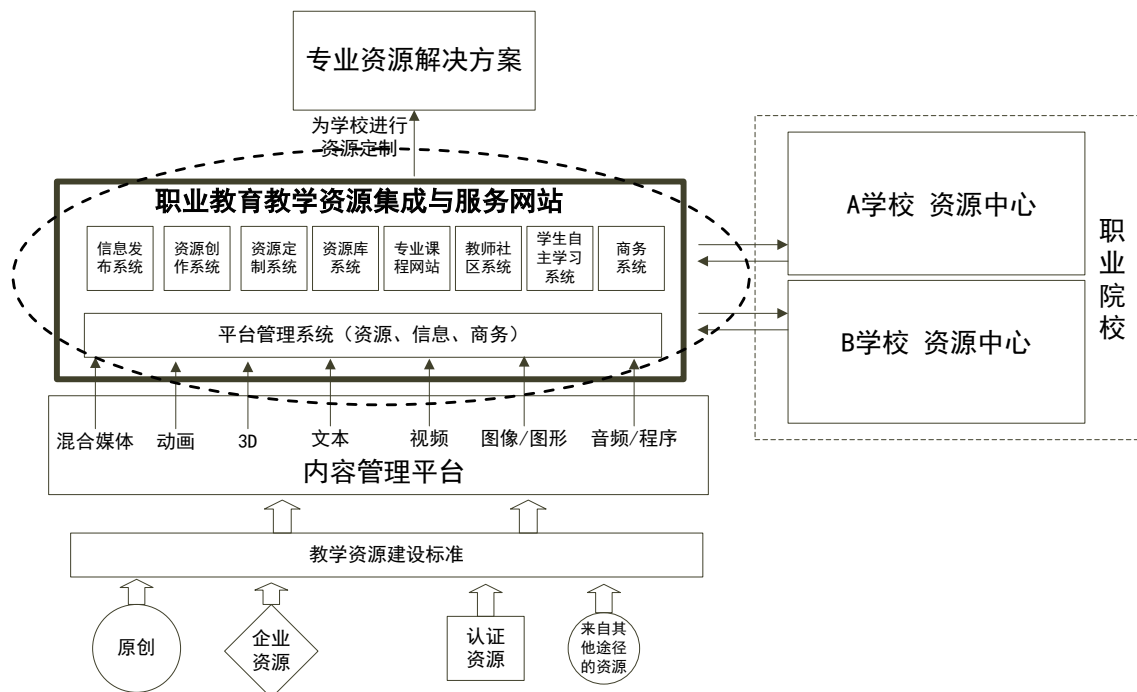 专业资源解决方案
为学校进行
资源定制
职业教育教学资源集成与服务网站
信息发
布系统
资源创
作系统
资源定
制系统
资源库
系统
专业课
程网站
教师社
区系统
学生自
主学习
系统
商务
系统
平台管理系统（资源、信息、商务）
混合媒体
动画
3D
文本
视频
图像/图形
音频/程序
内容管理平台
教学资源建设标准
原创
企业
资源
认证
资源
来自其
他途径
的资源
A学校 资源中心
B学校 资源中心
职业院校